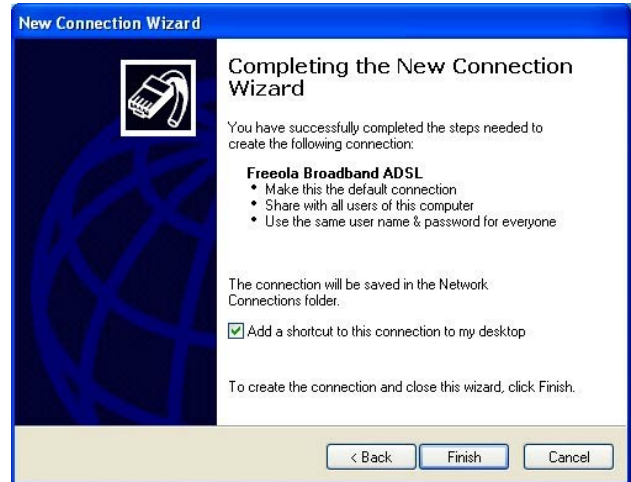 New Connection Wizard
Completing the New Connection
Wizard
You have successfully completed the steps needed to
create the following connection:
Freeola Broadband ADSL
• Make this the default connection
• Share with all users of this computer
• Use the same user name & password for everyone
The connection will be saved in the Network
Connections folder.
Add a shortcut to this connection to my desktop
To create the connection and close this wizard, click Finish.
< Back Finish Cancel